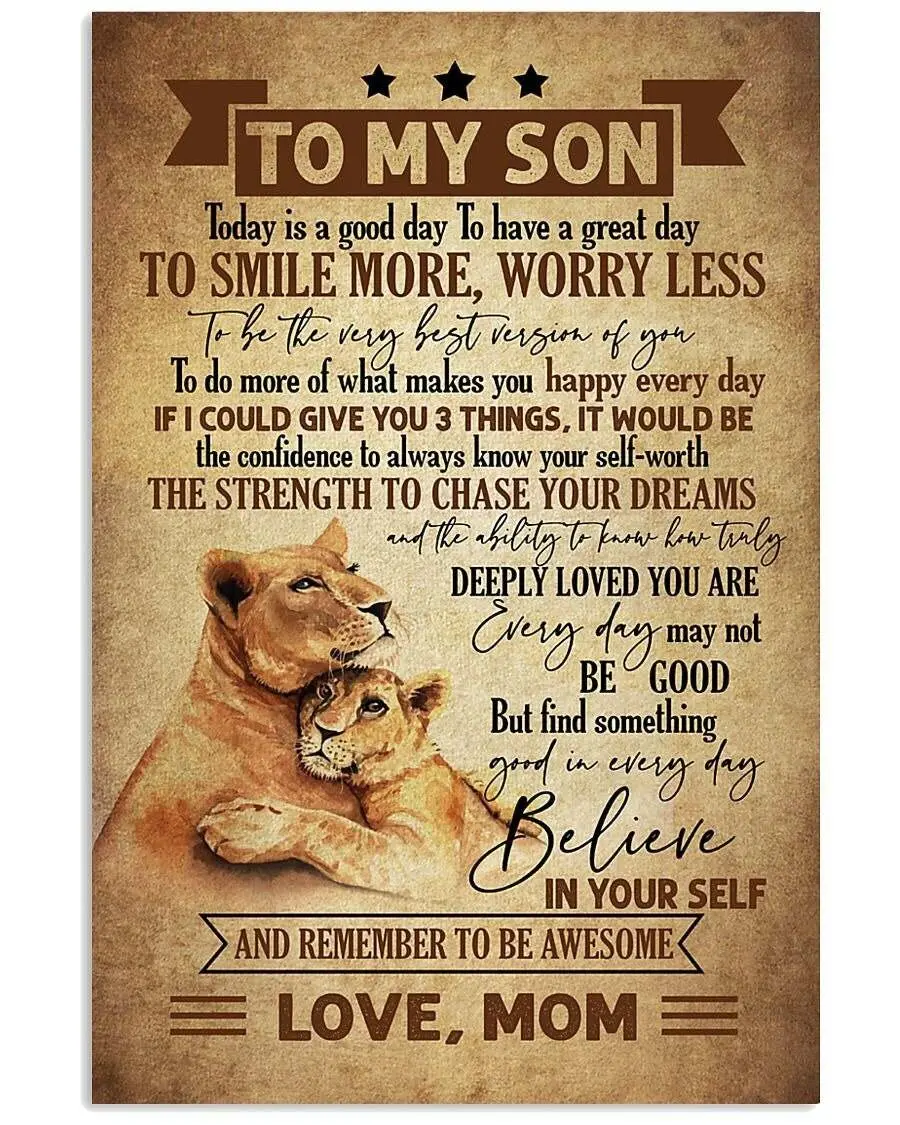 TO MY SON
Today is a good day To have a great day
TO SMILE MORE, WORRY LESS
To be the very best version of you
To do more of what makes you happy every day
IF I COULD GIVE YOU 3 THINGS, IT WOULD BE
the confidence to always know your self-worth
THE STRENGTH TO CHASE YOUR DREAMS
and the ability to know how truly
DEEPLY LOVED YOU ARE
Every day may not
BE GOOD
But find something
good in every day
Believe
IN YOUR SELF
AND REMEMBER TO BE AWESOME
LOVE, MOM